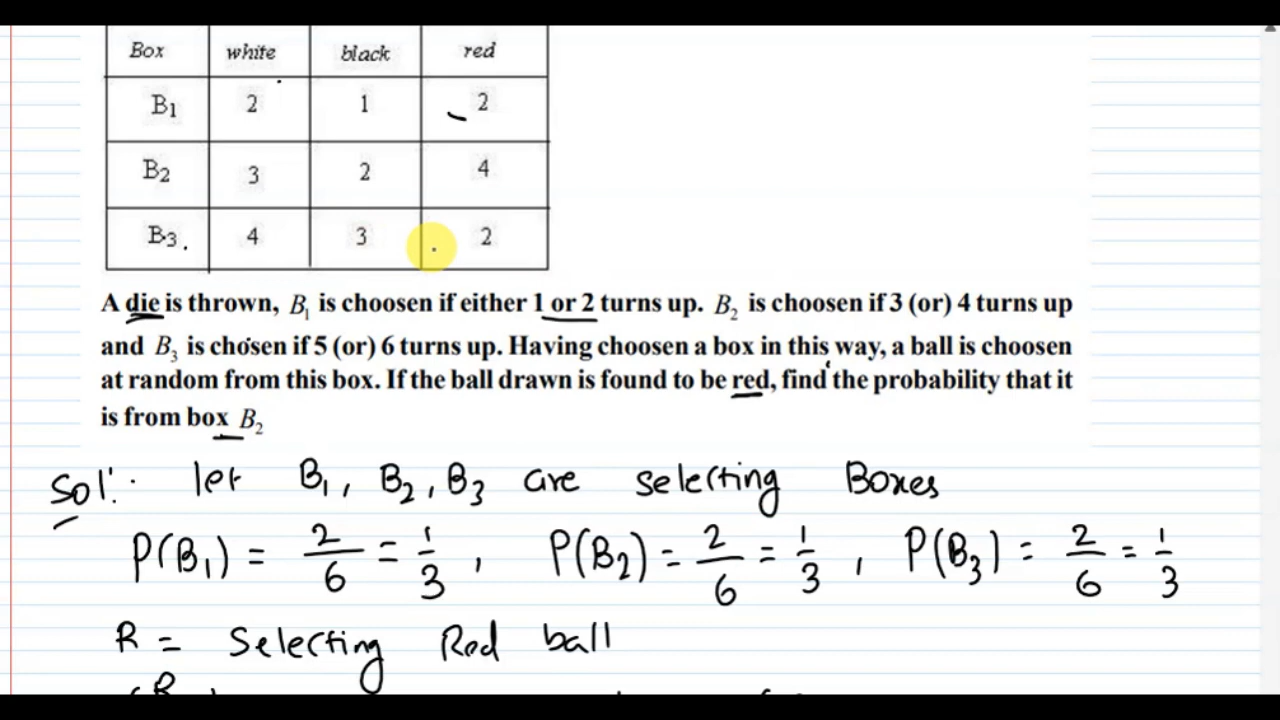 Box white black red
B1 2 1 2
B2 3 2 4
B3 4 3 2
A die is thrown, B₁ is choosen if either 1 or 2 turns up. B₂ is choosen if 3 (or) 4 turns up
and B₃ is chosen if 5 (or) 6 turns up. Having choosen a box in this way, a ball is choosen
at random from this box. If the ball drawn is found to be red, find the probability that it
is from box B₂
Sol: let B₁, B₂, B₃ are selecting Boxes
P(B₁) = 2/6 = 1/3, P(B₂) = 2/6 = 1/3, P(B₃) = 2/6 = 1/3
R = Selecting Red ball